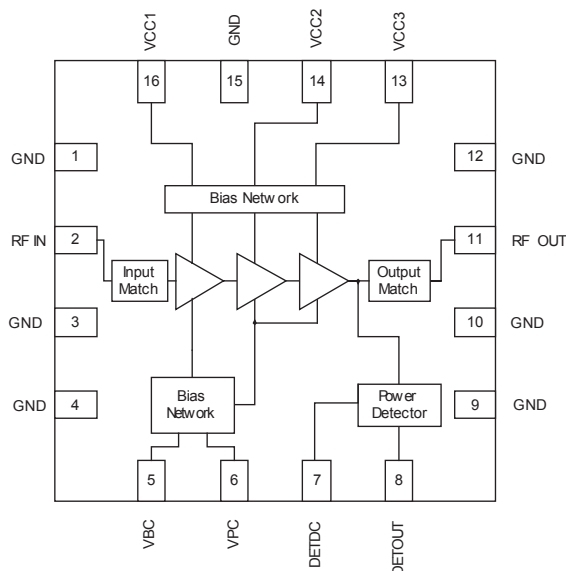 VCC1
GND
VCC2
VCC3
16
15
14
13
GND
1
12
GND
Bias Network
RF IN
2
11
RF OUT
Input
Match
Output
Match
GND
3
10
GND
GND
4
Bias
Network
Power
Detector
9
GND
5
6
7
8
VBC
VPC
DETDC
DETOUT